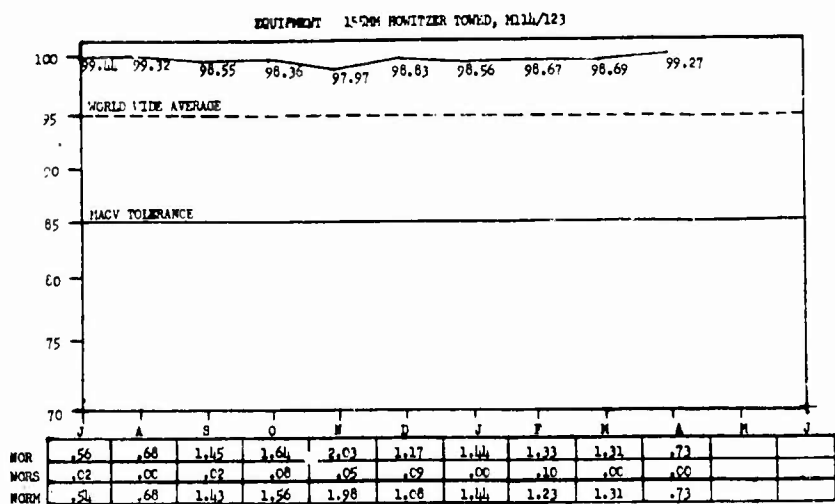 EQUIPMENT 155MM HOWITZER TOWED, M114/123
100
99.44 99.32 98.55 98.36 97.97 98.83 98.56 98.67 98.69 99.27
WORLD WIDE AVERAGE
95
90
MACV TOLERANCE
85
80
75
70
J A S O N D J F M A M J
NOR .56 .68 1.45 1.64 2.03 1.17 1.44 1.33 1.31 .73
NORS .02 .00 .02 .08 .05 .09 .00 .10 .00 .00
NORM .54 .68 1.43 1.56 1.98 1.08 1.44 1.23 1.31 .73